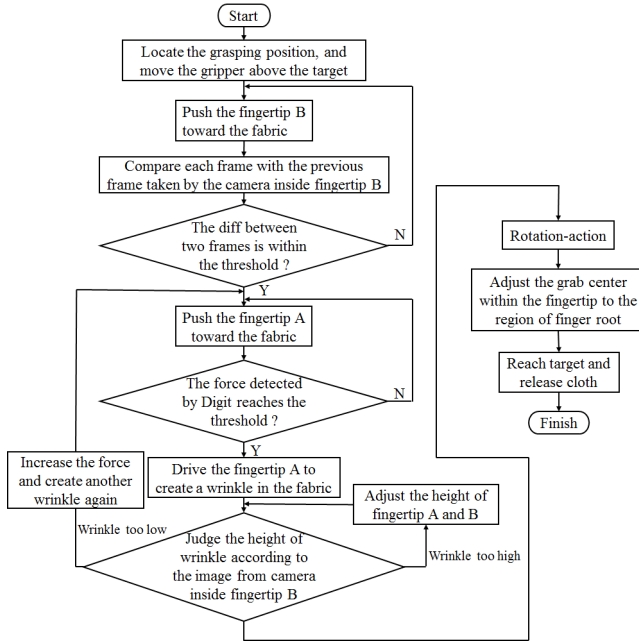 Start
Locate the grasping position, and
move the gripper above the target
Push the fingertip B
toward the fabric
Compare each frame with the previous
frame taken by the camera inside fingertip B
The diff between
two frames is within
the threshold ?
N
Y
Push the fingertip A
toward the fabric
The force detected
by Digit reaches the
threshold ?
N
Y
Drive the fingertip A to
create a wrinkle in the fabric
Increase the force
and create another
wrinkle again
Wrinkle too low
Judge the height of
wrinkle according to
the image from camera
inside fingertip B
Wrinkle too high
Adjust the height of
fingertip A and B
Rotation-action
Adjust the grab center
within the fingertip to the
region of finger root
Reach target and
release cloth
Finish